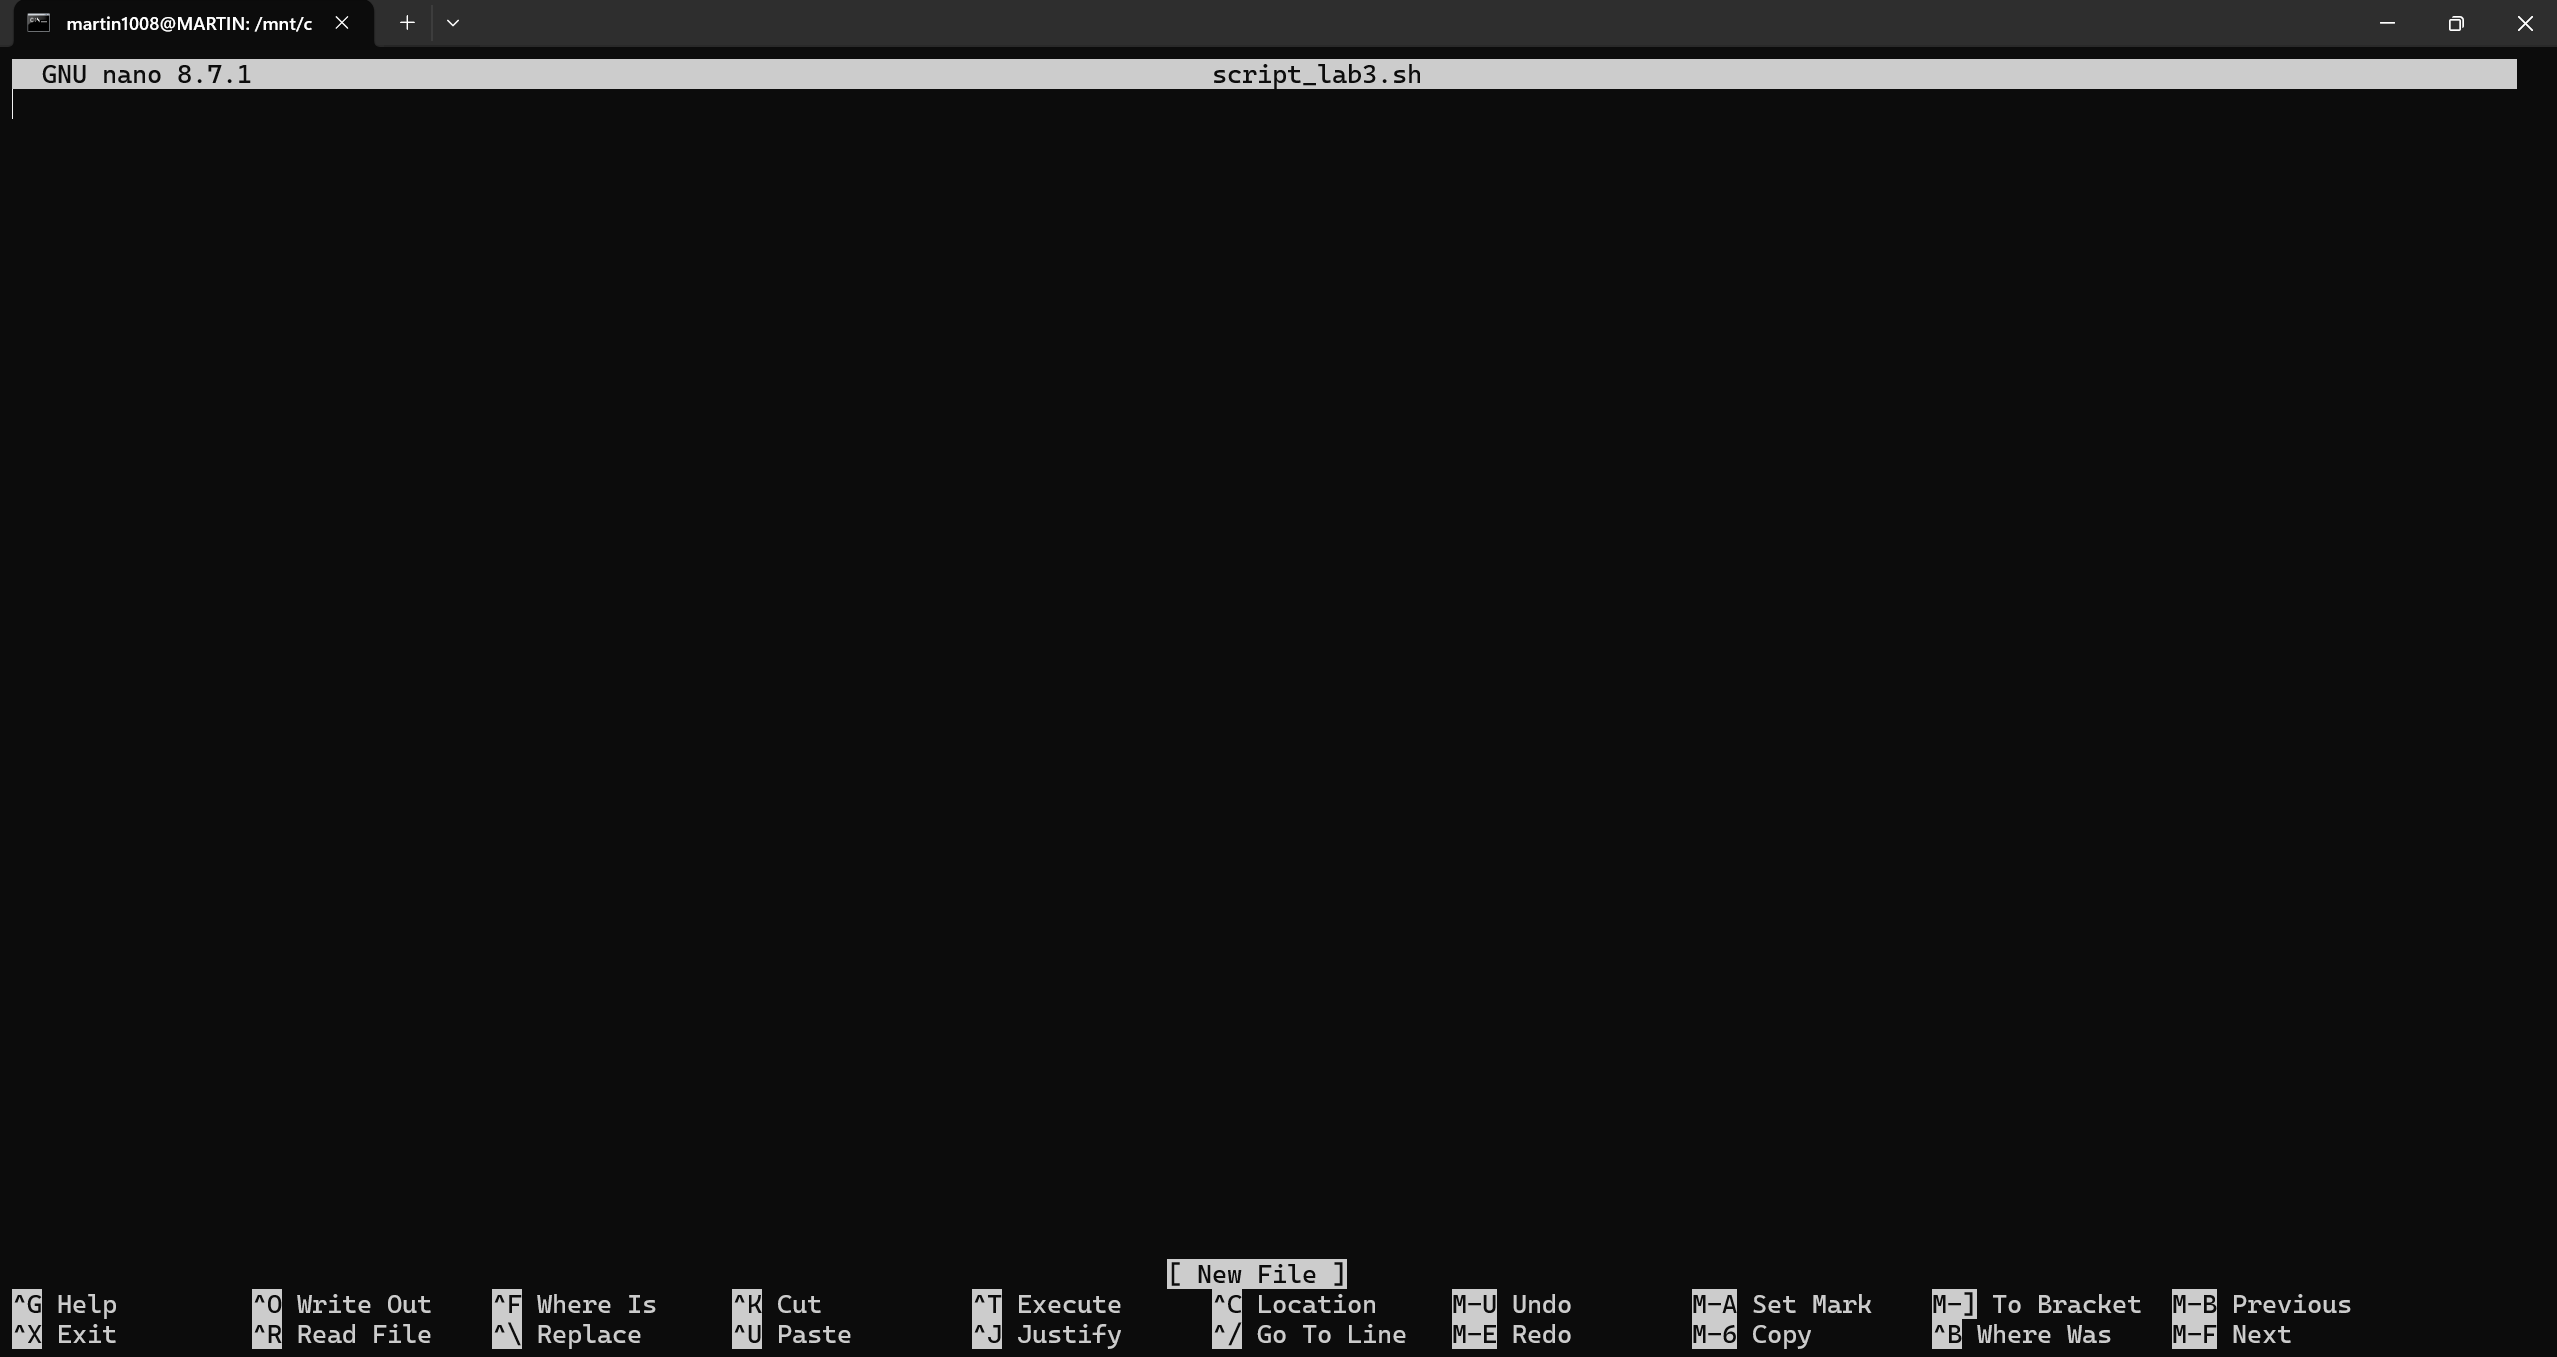 martin1008@MARTIN: /mnt/c
GNU nano 8.7.1 script_lab3.sh
[ New File ]
^G Help ^O Write Out ^F Where Is ^K Cut ^T Execute ^C Location M-U Undo M-A Set Mark M-] To Bracket M-B Previous
^X Exit ^R Read File ^\ Replace ^U Paste ^J Justify ^/ Go To Line M-E Redo M-6 Copy ^B Where Was M-F Next